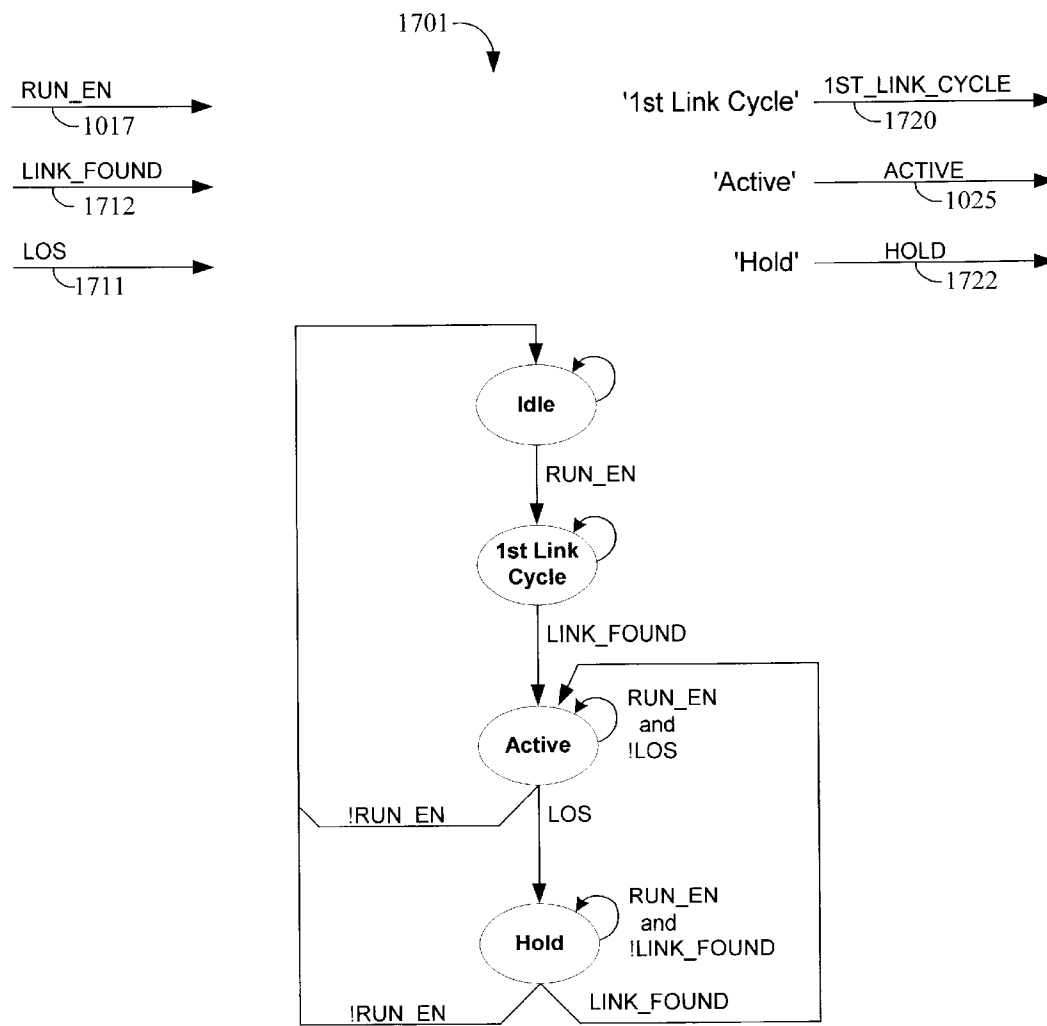 1701
RUN_EN
1017
LINK_FOUND
1712
LOS
1711
'1st Link Cycle' 1ST_LINK_CYCLE
1720
'Active' ACTIVE
1025
'Hold' HOLD
1722
Idle
RUN_EN
1st Link
Cycle
LINK_FOUND
Active
RUN_EN
and
!LOS
!RUN_EN
LOS
Hold
RUN_EN
and
!LINK_FOUND
!RUN_EN
LINK_FOUND